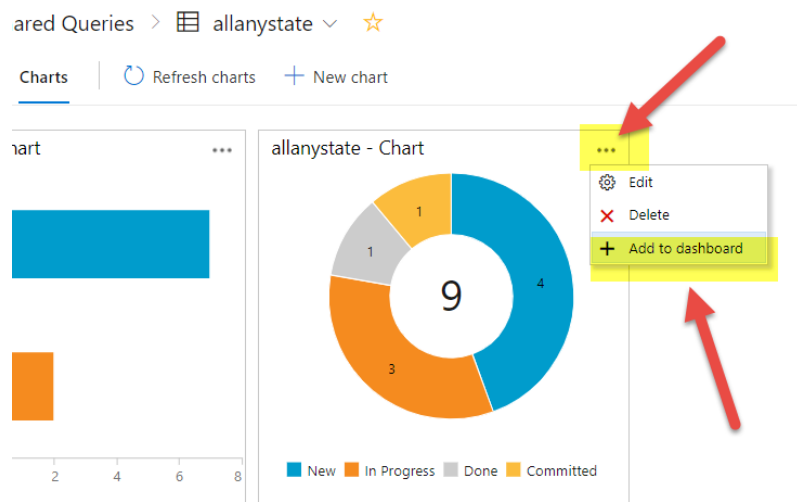 ared Queries > allanystate
Charts Refresh charts New chart
hart ...
allanystate - Chart ...
Edit
Delete
Add to dashboard
1
1
4
9
3
2 4 6 8
New In Progress Done Committed